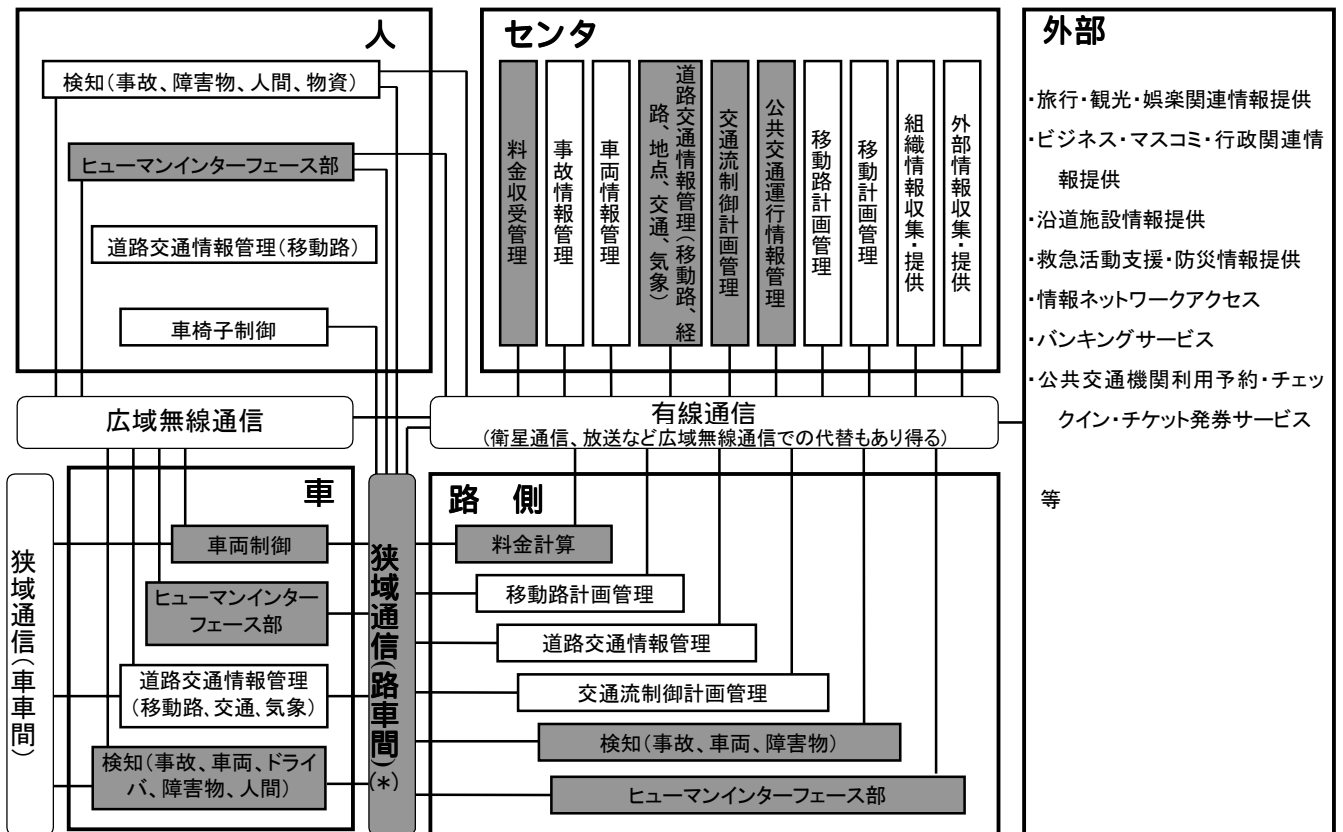 人
検知(事故、障害物、人間、物資)
ヒューマンインターフェース部
道路交通情報管理(移動路)
車椅子制御
センタ
料金収受管理
事故情報管理
車両情報管理
道路交通情報管理(移動路、経
路、地点、交通、気象)
交通流制御計画管理
公共交通運行情報管理
移動路計画管理
移動計画管理
組織情報収集・提供
外部情報収集・提供
外部
・旅行・観光・娯楽関連情報提供
・ビジネス・マスコミ・行政関連情
報提供
・沿道施設情報提供
・救急活動支援・防災情報提供
・情報ネットワークアクセス
・バンキングサービス
・公共交通機関利用予約・チェッ
クイン・チケット発券サービス
等
広域無線通信
有線通信
(衛星通信、放送など広域無線通信での代替もあり得る)
狭域通信(車車間)
車
車両制御
ヒューマンインター
フェース部
道路交通情報管理
(移動路、交通、気象)
検知(事故、車両、ドライ
バ、障害物、人間)
狭域通信(路車間)
(*)
路 側
料金計算
移動路計画管理
道路交通情報管理
交通流制御計画管理
検知(事故、車両、障害物)
ヒューマンインターフェース部